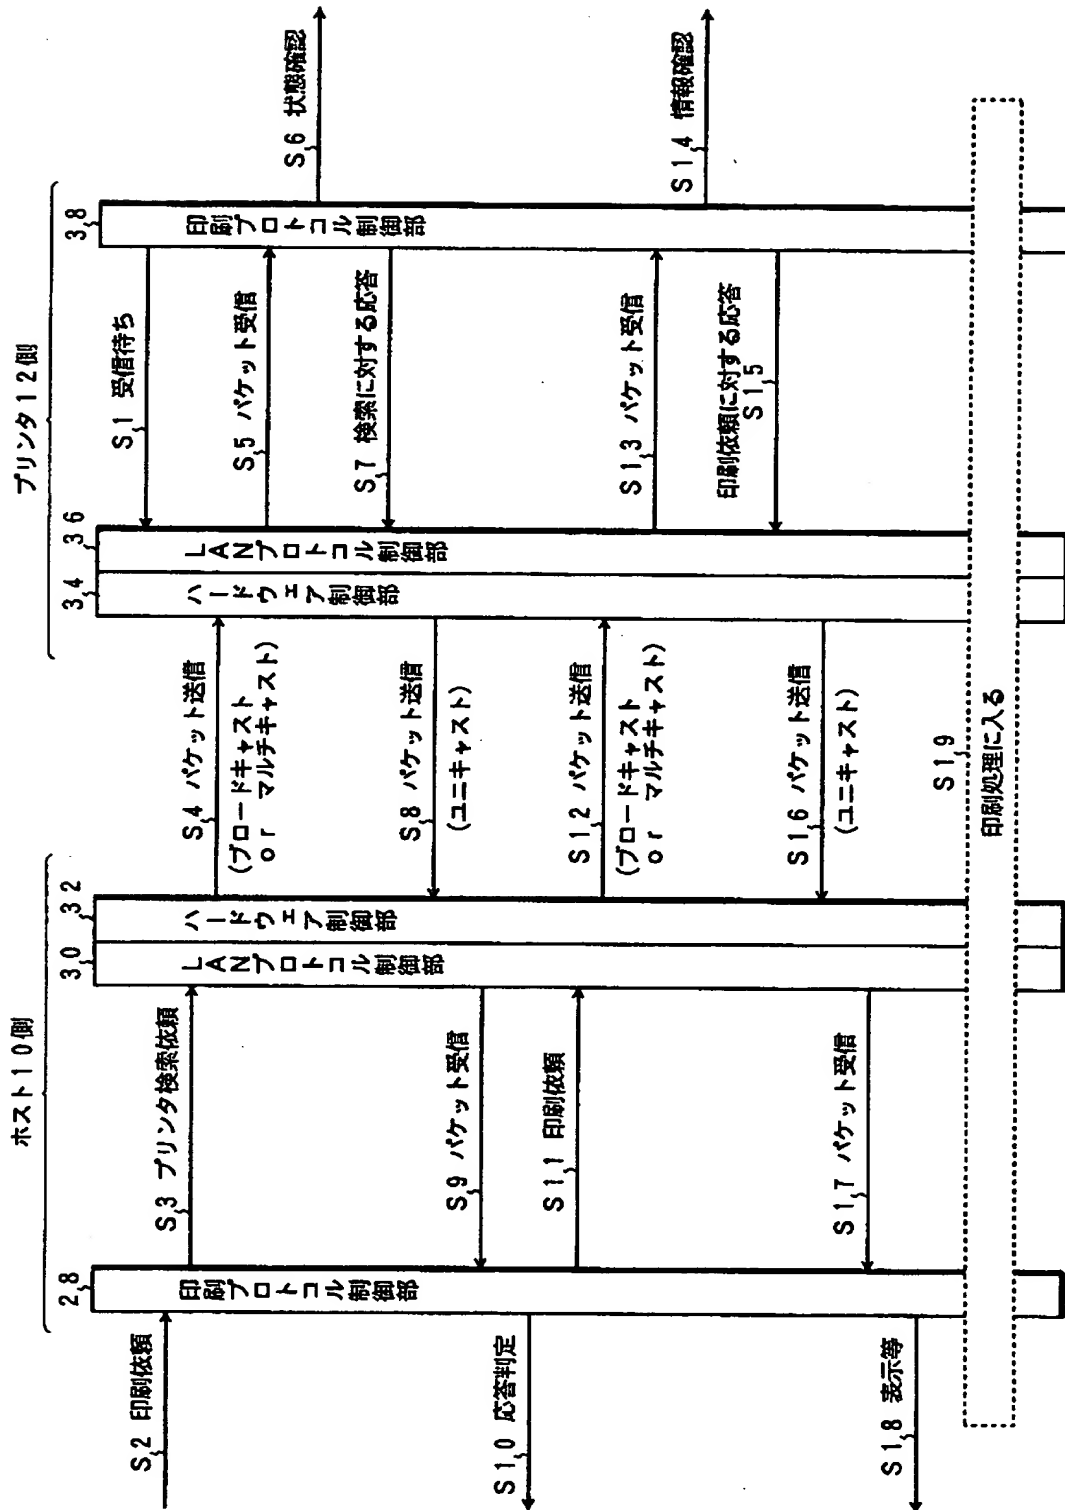 ホスト10側
プリンタ12側
28
印刷プロトコル制御部
30
LANプロトコル制御部
32
ハードウェア制御部
34
ハードウェア制御部
36
LANプロトコル制御部
38
印刷プロトコル制御部
S1 受信待ち
S2 印刷依頼
S3 プリンタ検索依頼
S4 パケット送信
(ブロードキャスト
or マルチキャスト)
S5 パケット受信
S6 状態確認
S7 検索に対する応答
S8 パケット送信
(ユニキャスト)
S9 パケット受信
S10 応答判定
S11 印刷依頼
S12 パケット送信
(ブロードキャスト
or マルチキャスト)
S13 パケット受信
S14 情報確認
印刷依頼に対する応答
S15
S16 パケット送信
(ユニキャスト)
S17 パケット受信
S18 表示等
S19
印刷処理に入る